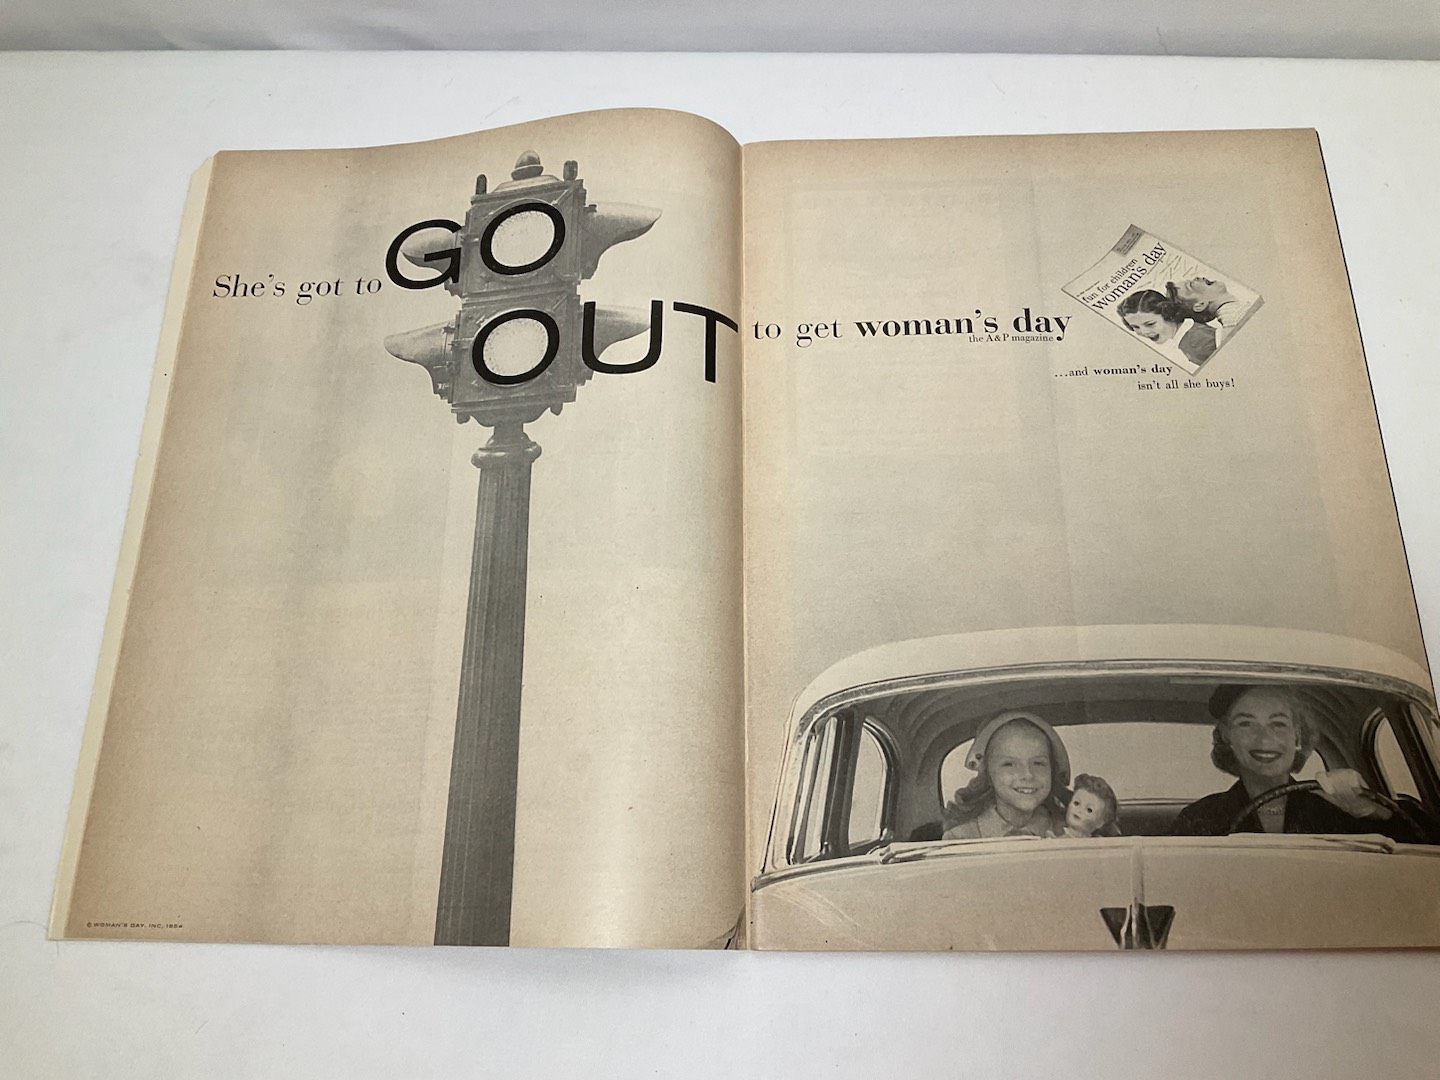 She's got to GO
OUT to get woman's day
the A&P magazine
fun for children
woman's day
...and woman's day
isn't all she buys!
© WOMAN'S DAY, INC. 1954